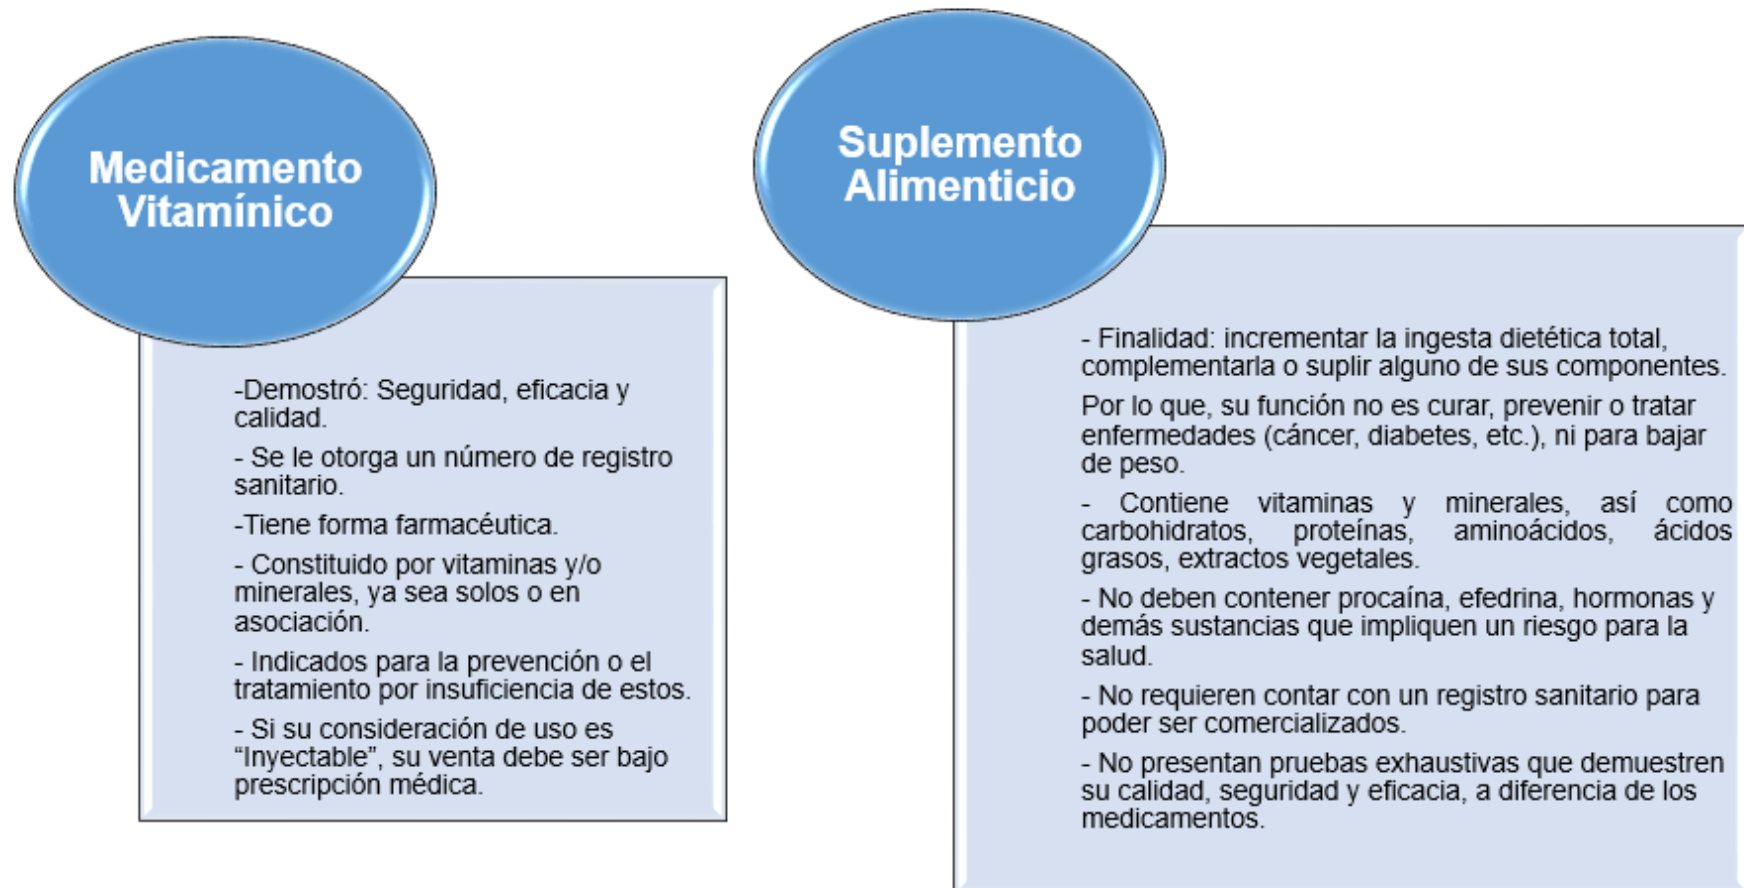 Medicamento
Vitamínico
-Demostró: Seguridad, eficacia y
calidad.
- Se le otorga un número de registro
sanitario.
-Tiene forma farmacéutica.
- Constituido por vitaminas y/o
minerales, ya sea solos o en
asociación.
- Indicados para la prevención o el
tratamiento por insuficiencia de estos.
- Si su consideración de uso es
“Inyectable”, su venta debe ser bajo
prescripción médica.
Suplemento
Alimenticio
- Finalidad: incrementar la ingesta dietética total,
complementarla o suplir alguno de sus componentes.
Por lo que, su función no es curar, prevenir o tratar
enfermedades (cáncer, diabetes, etc.), ni para bajar
de peso.
- Contiene vitaminas y minerales, así como
carbohidratos, proteínas, aminoácidos, ácidos
grasos, extractos vegetales.
- No deben contener procaína, efedrina, hormonas y
demás sustancias que impliquen un riesgo para la
salud.
- No requieren contar con un registro sanitario para
poder ser comercializados.
- No presentan pruebas exhaustivas que demuestren
su calidad, seguridad y eficacia, a diferencia de los
medicamentos.